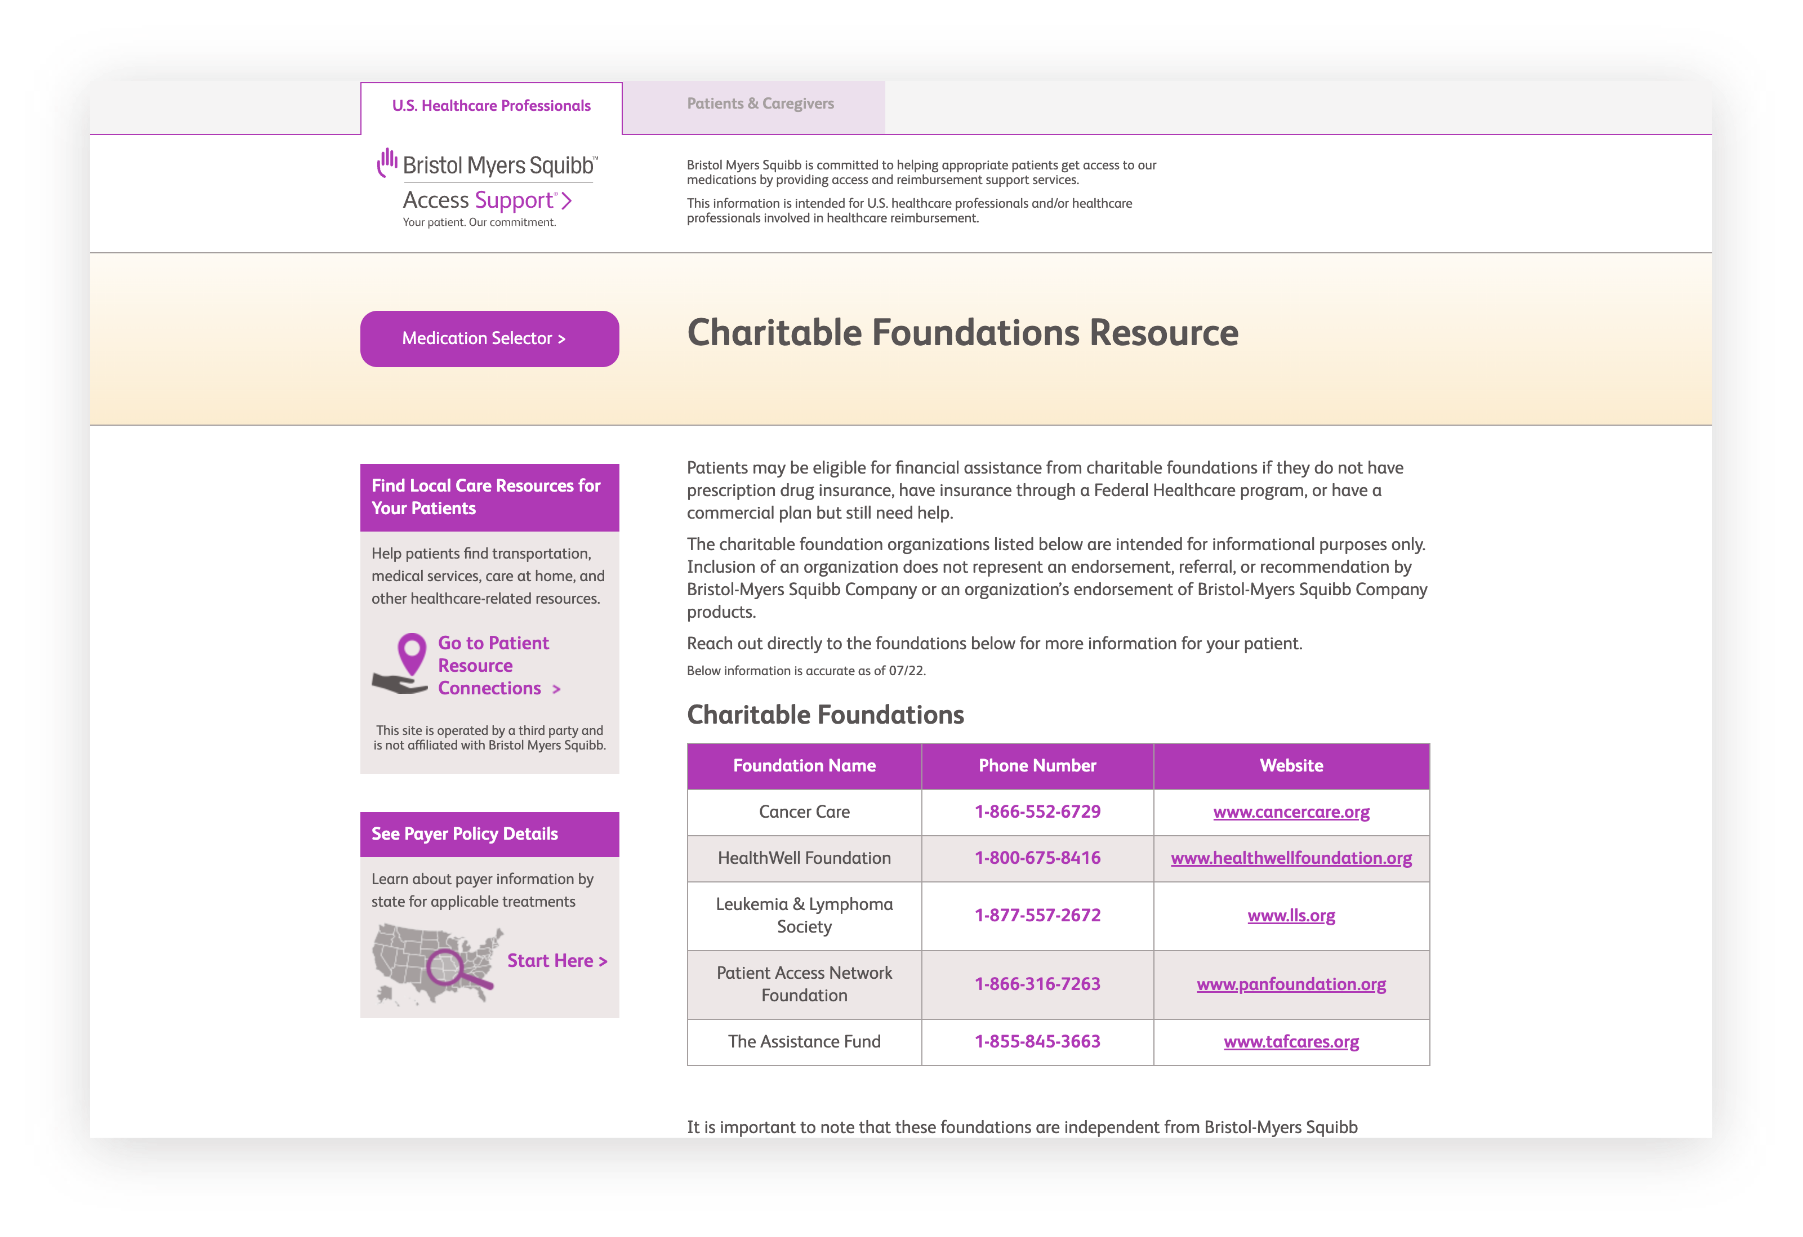 U.S. Healthcare Professionals
Patients & Caregivers
Bristol Myers Squibb™
Access Support® >
Your patient. Our commitment.
Bristol Myers Squibb is committed to helping appropriate patients get access to our
medications by providing access and reimbursement support services.
This information is intended for U.S. healthcare professionals and/or healthcare
professionals involved in healthcare reimbursement.
Medication Selector >
Charitable Foundations Resource
Find Local Care Resources for
Your Patients
Help patients find transportation,
medical services, care at home, and
other healthcare-related resources.
Go to Patient
Resource
Connections >
This site is operated by a third party and
is not affiliated with Bristol Myers Squibb.
See Payer Policy Details
Learn about payer information by
state for applicable treatments
Start Here >
Patients may be eligible for financial assistance from charitable foundations if they do not have
prescription drug insurance, have insurance through a Federal Healthcare program, or have a
commercial plan but still need help.
The charitable foundation organizations listed below are intended for informational purposes only.
Inclusion of an organization does not represent an endorsement, referral, or recommendation by
Bristol-Myers Squibb Company or an organization's endorsement of Bristol-Myers Squibb Company
products.
Reach out directly to the foundations below for more information for your patient.
Below information is accurate as of 07/22.
Charitable Foundations
Foundation Name Phone Number Website
Cancer Care 1-866-552-6729 www.cancercare.org
HealthWell Foundation 1-800-675-8416 www.healthwellfoundation.org
Leukemia & Lymphoma
Society 1-877-557-2672 www.lls.org
Patient Access Network
Foundation 1-866-316-7263 www.panfoundation.org
The Assistance Fund 1-855-845-3663 www.tafcares.org
It is important to note that these foundations are independent from Bristol-Myers Squibb